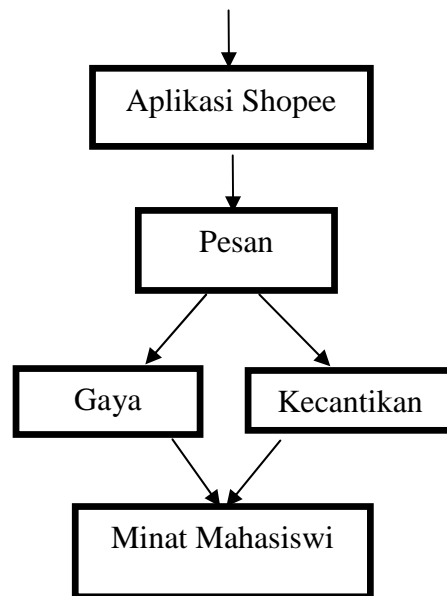 Aplikasi Shopee
Pesan
Gaya
Kecantikan
Minat Mahasiswi